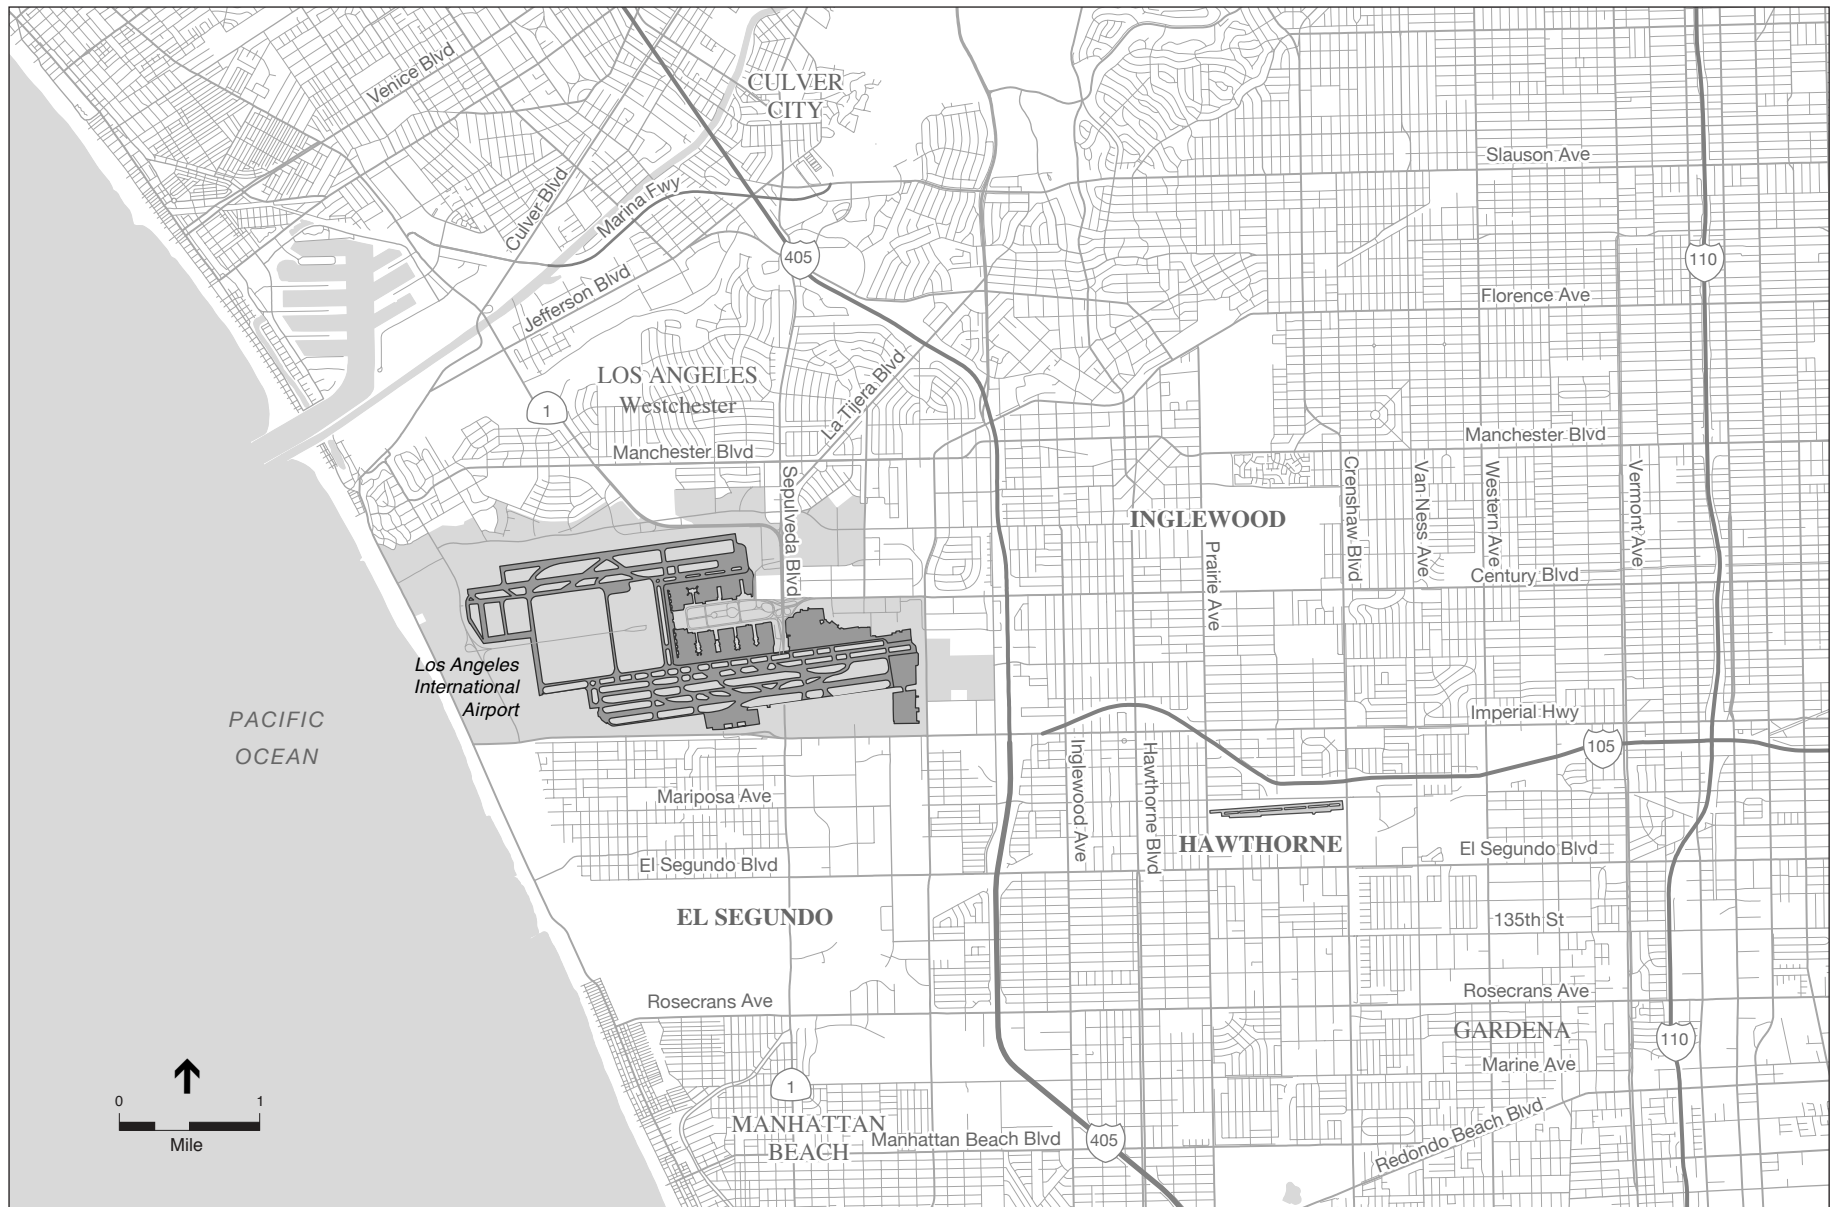 Venice Blvd
CULVER
CITY
Slauson Ave
Culver Blvd
Marina Fwy
405
110
Jefferson Blvd
Florence Ave
LOS ANGELES
Westchester
La Tijera Blvd
1
Manchester Blvd
Manchester Blvd
Sepulveda Blvd
INGLEWOOD
Prairie Ave
Crenshaw Blvd
Van Ness Ave
Western Ave
Vermont Ave
Century Blvd
Los Angeles
International
Airport
PACIFIC
OCEAN
Imperial Hwy
105
Inglewood Ave
Hawthorne Blvd
Mariposa Ave
HAWTHORNE
El Segundo Blvd
El Segundo Blvd
EL SEGUNDO
135th St
Rosecrans Ave
Rosecrans Ave
GARDENA
110
Marine Ave
0 1
Mile
1
MANHATTAN
BEACH
Manhattan Beach Blvd
405
Redondo Beach Blvd